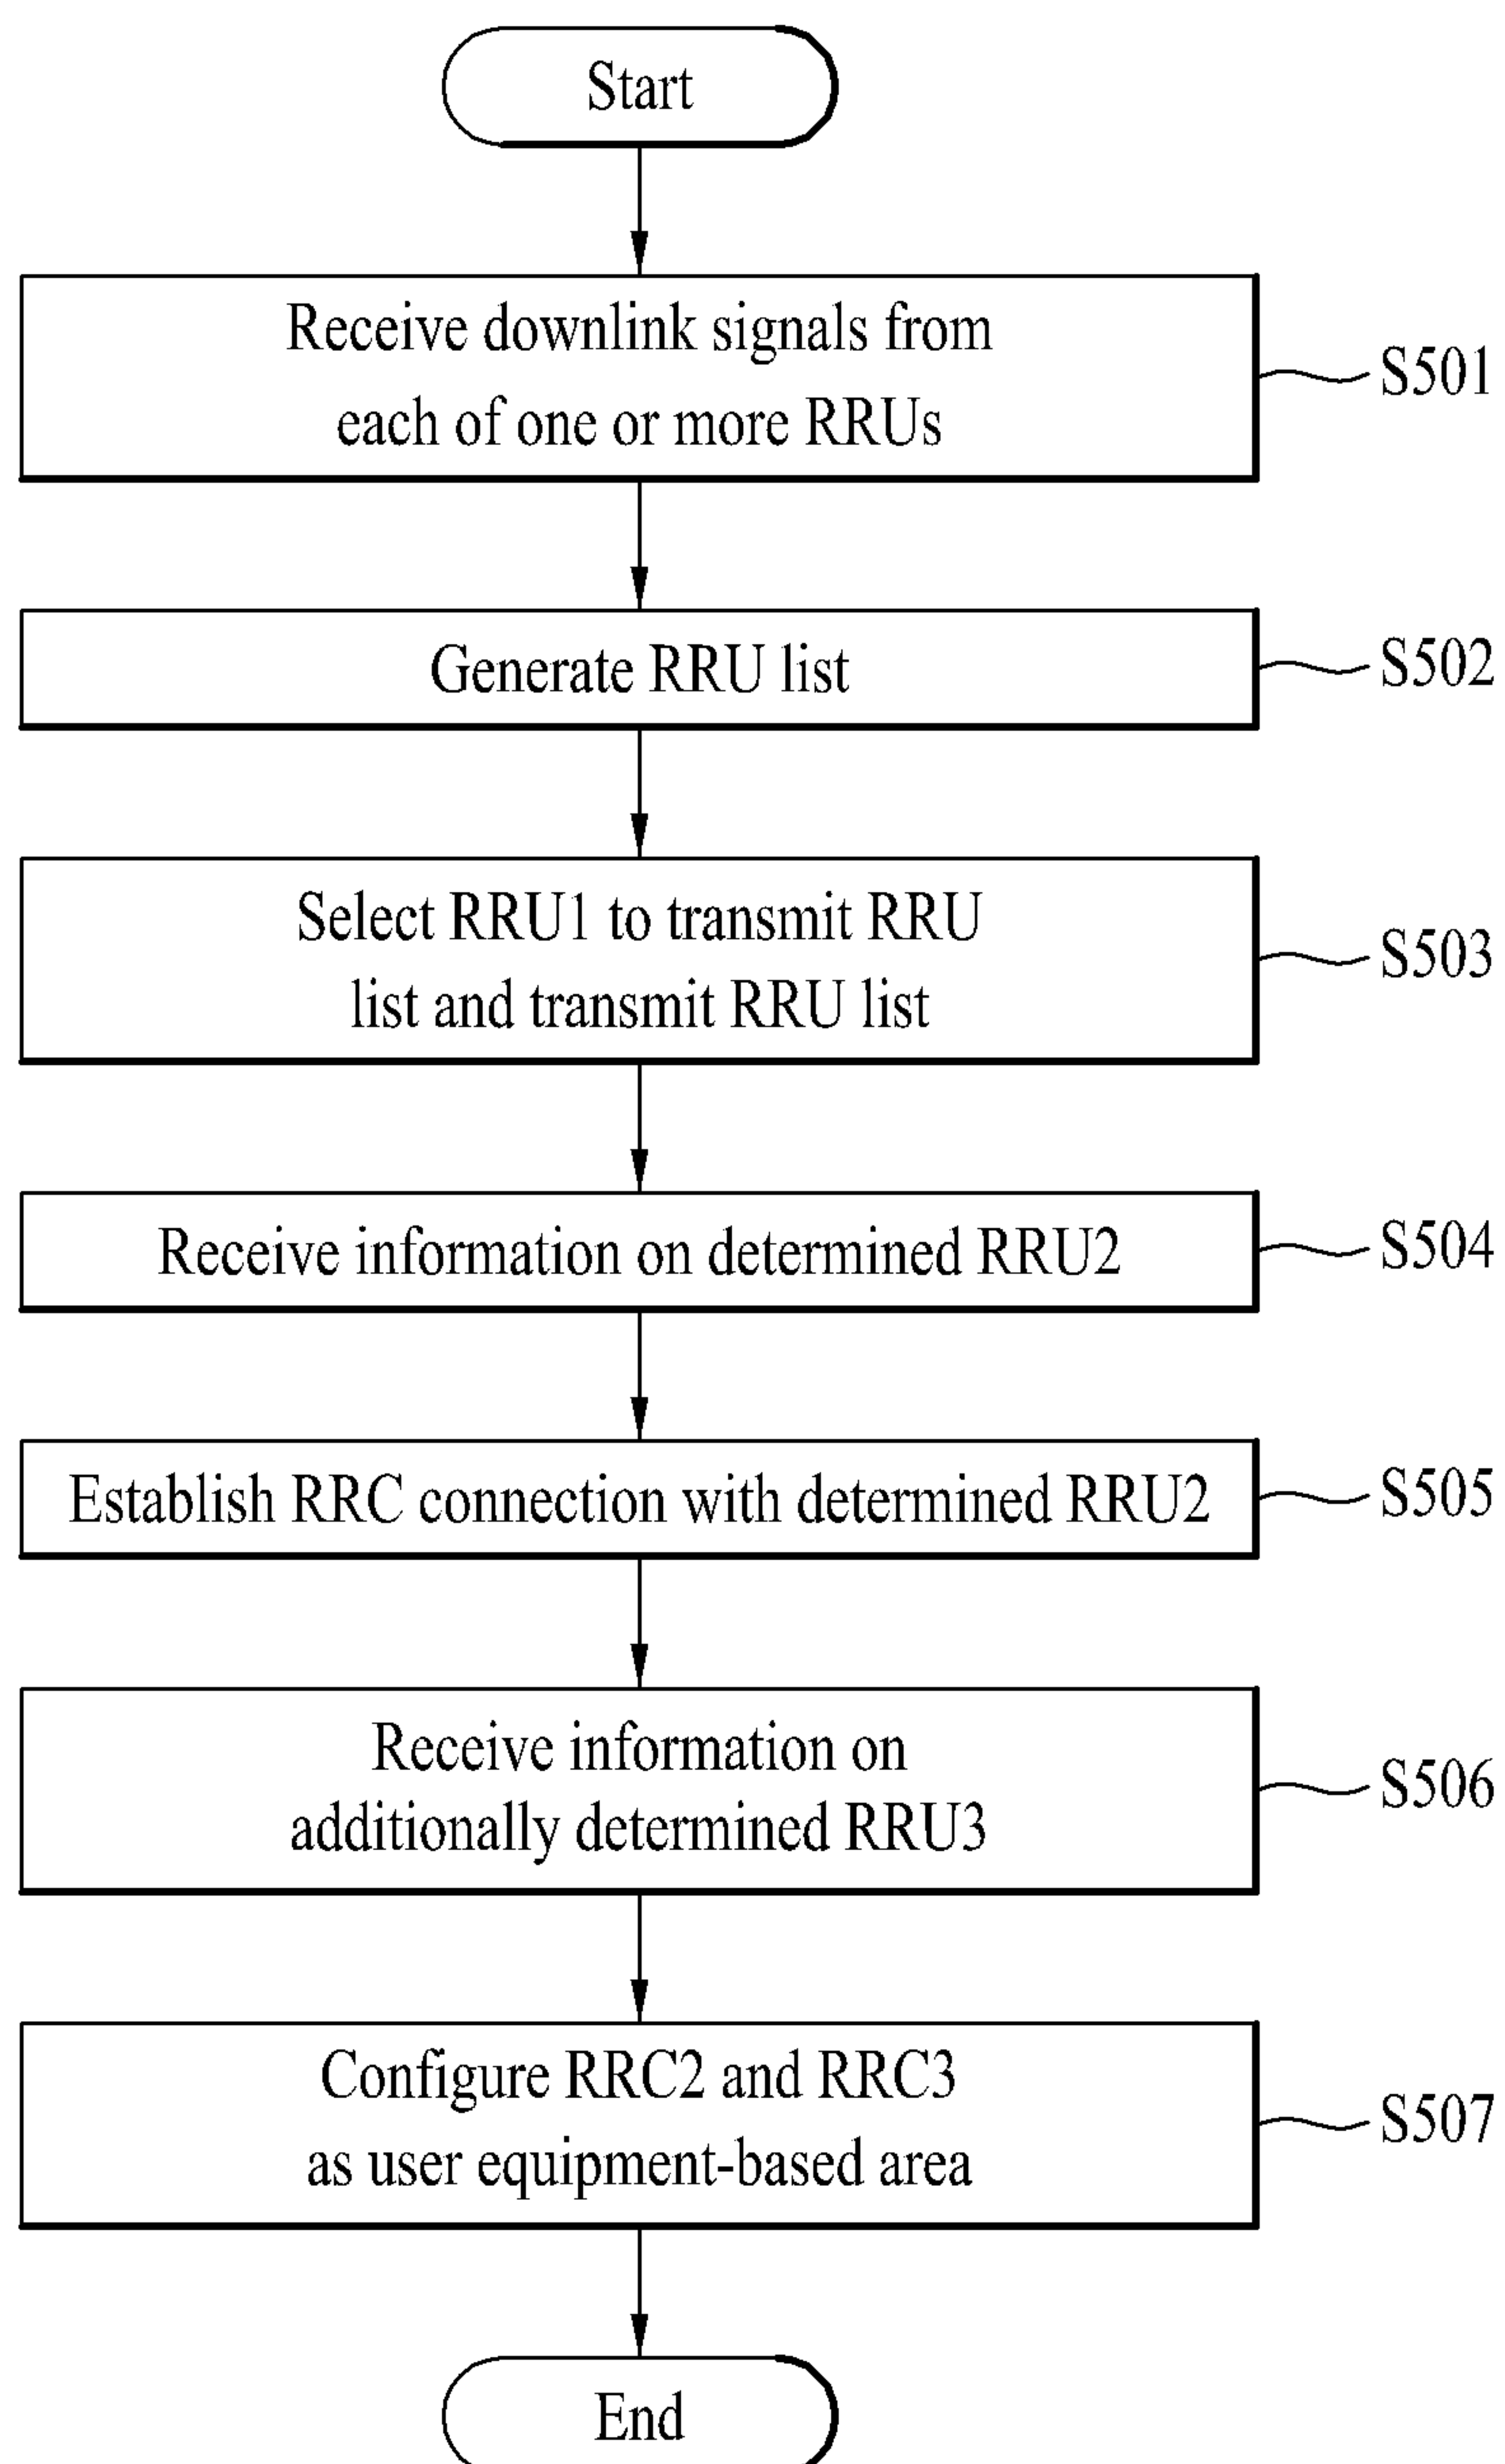 Start
Receive downlink signals from
each of one or more RRUs
S501
Generate RRU list
S502
Select RRU1 to transmit RRU
list and transmit RRU list
S503
Receive information on determined RRU2
S504
Establish RRC connection with determined RRU2
S505
Receive information on
additionally determined RRU3
S506
Configure RRC2 and RRC3
as user equipment-based area
S507
End